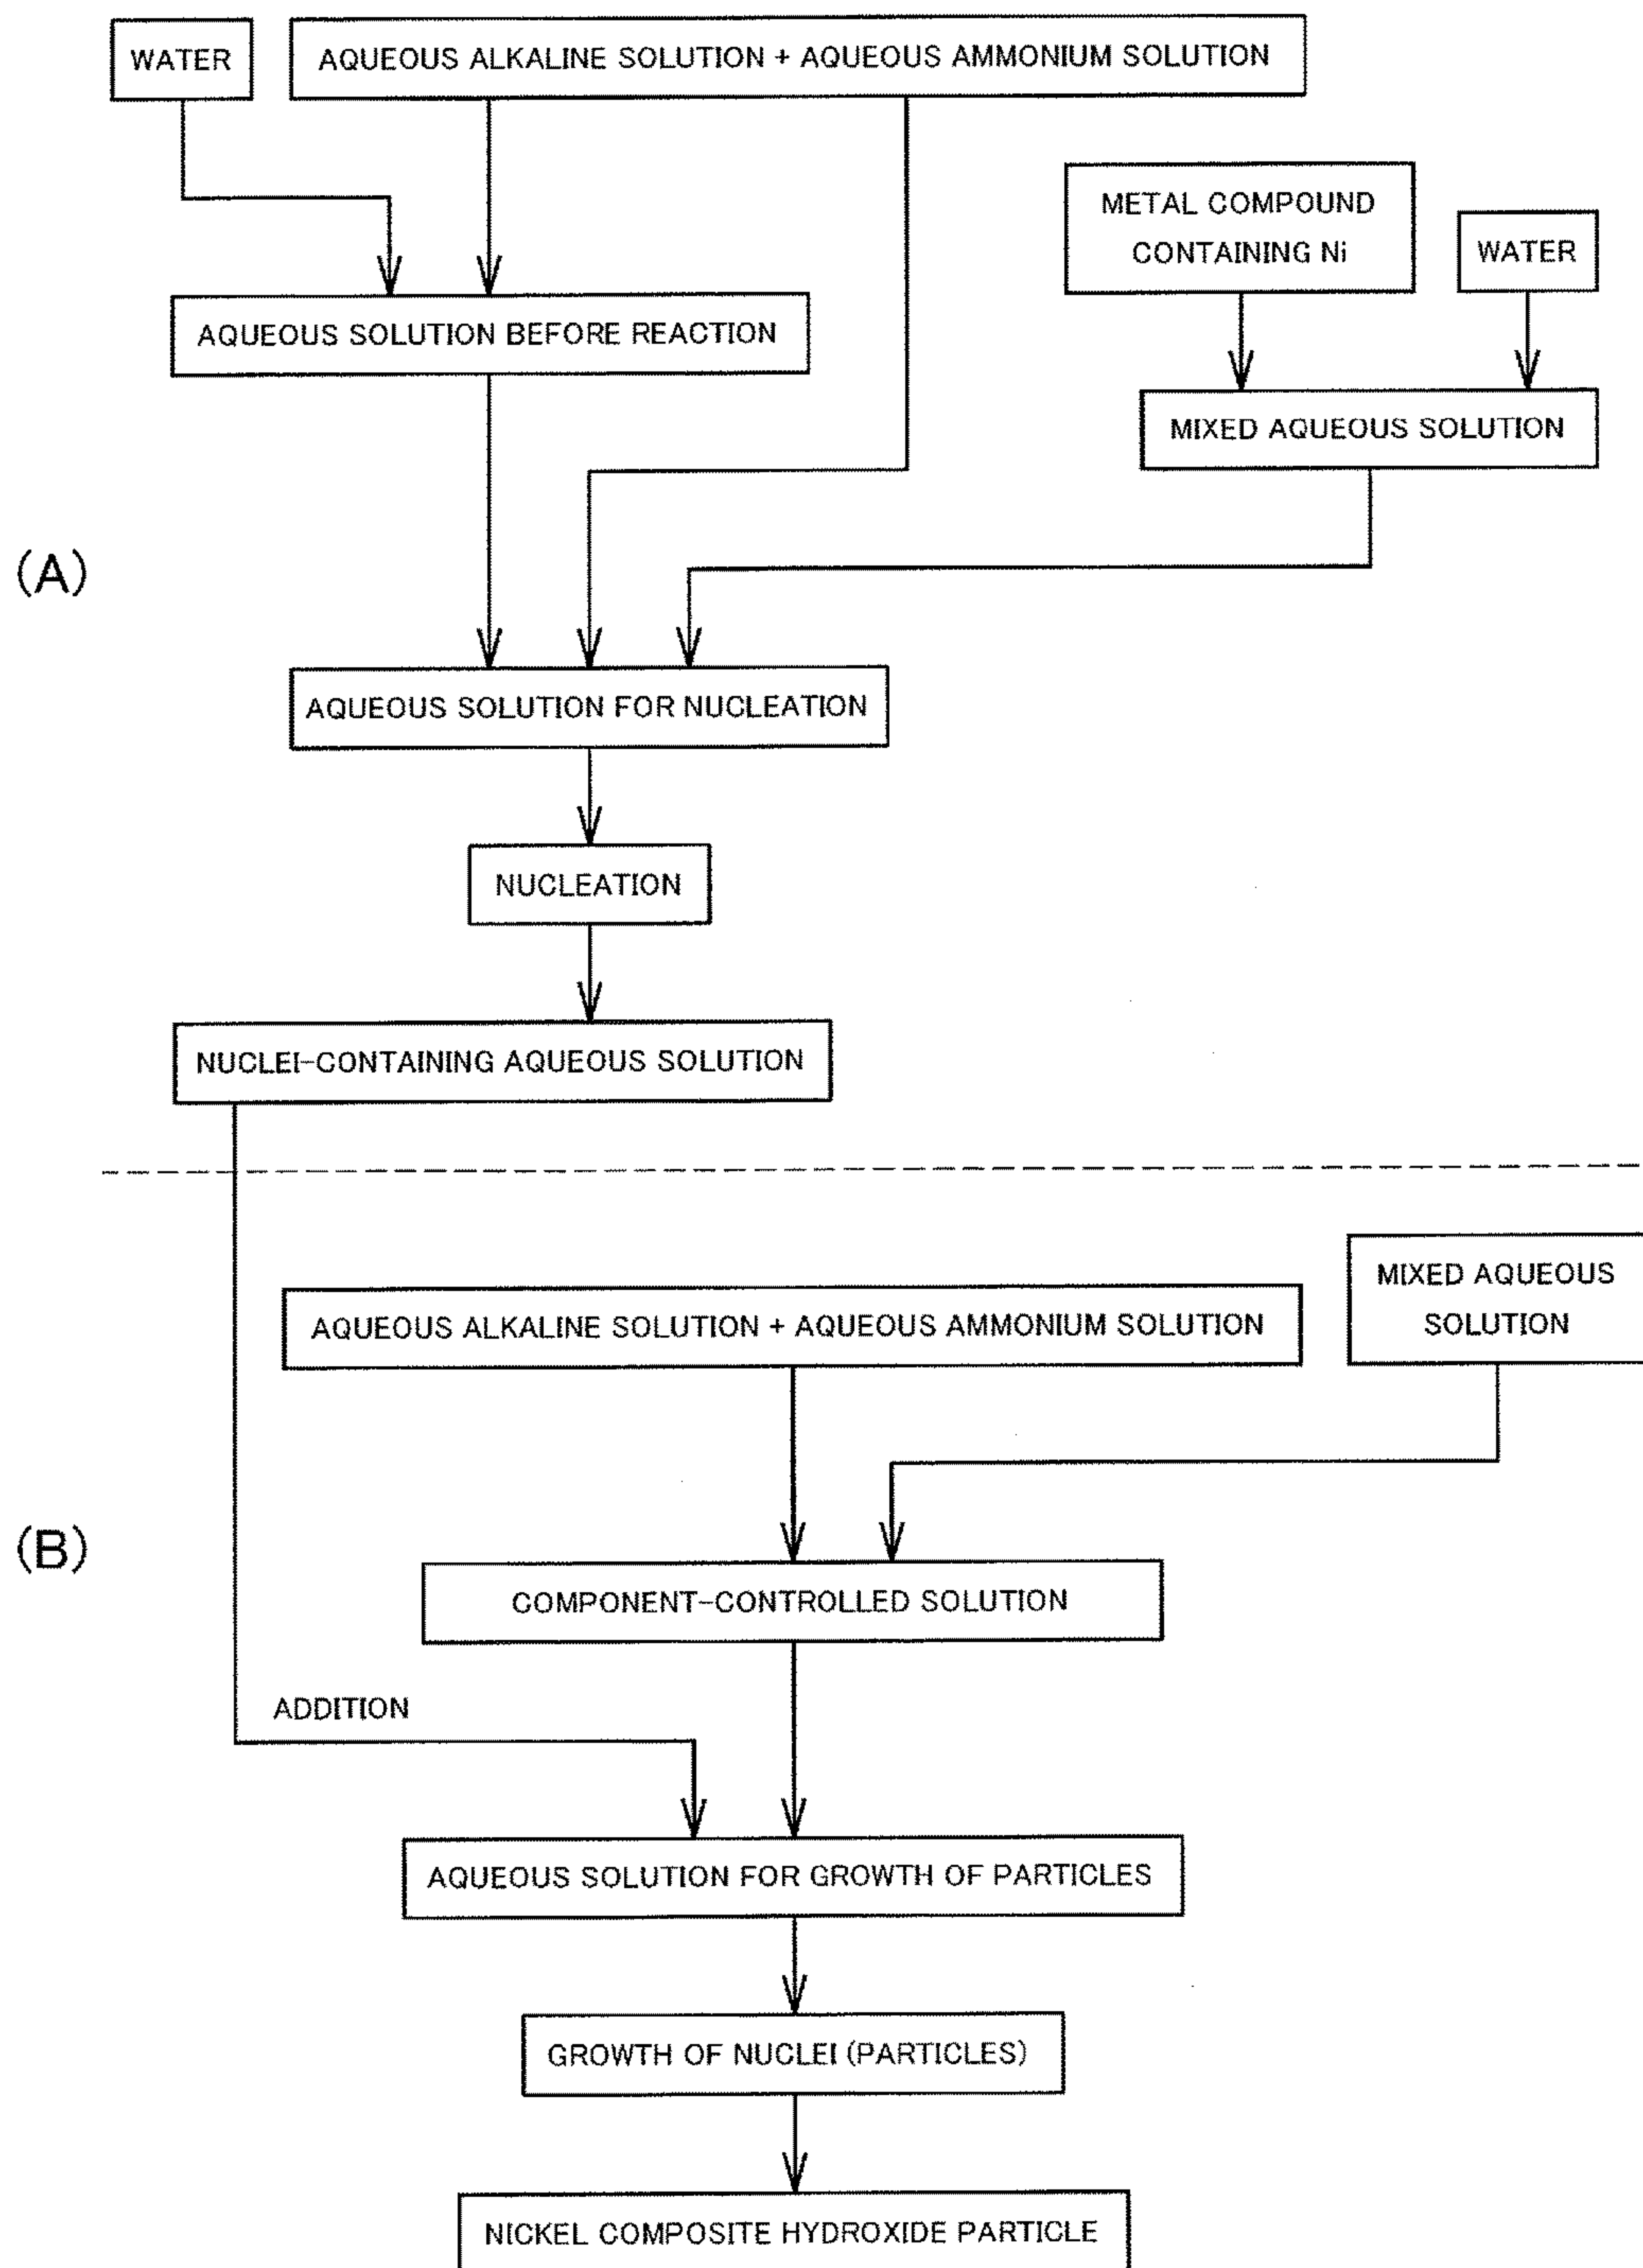 WATER
AQUEOUS ALKALINE SOLUTION + AQUEOUS AMMONIUM SOLUTION
METAL COMPOUND
CONTAINING Ni
WATER
AQUEOUS SOLUTION BEFORE REACTION
MIXED AQUEOUS SOLUTION
(A)
AQUEOUS SOLUTION FOR NUCLEATION
NUCLEATION
NUCLEI-CONTAINING AQUEOUS SOLUTION
MIXED AQUEOUS
SOLUTION
AQUEOUS ALKALINE SOLUTION + AQUEOUS AMMONIUM SOLUTION
(B)
COMPONENT-CONTROLLED SOLUTION
ADDITION
AQUEOUS SOLUTION FOR GROWTH OF PARTICLES
GROWTH OF NUCLEI (PARTICLES)
NICKEL COMPOSITE HYDROXIDE PARTICLE